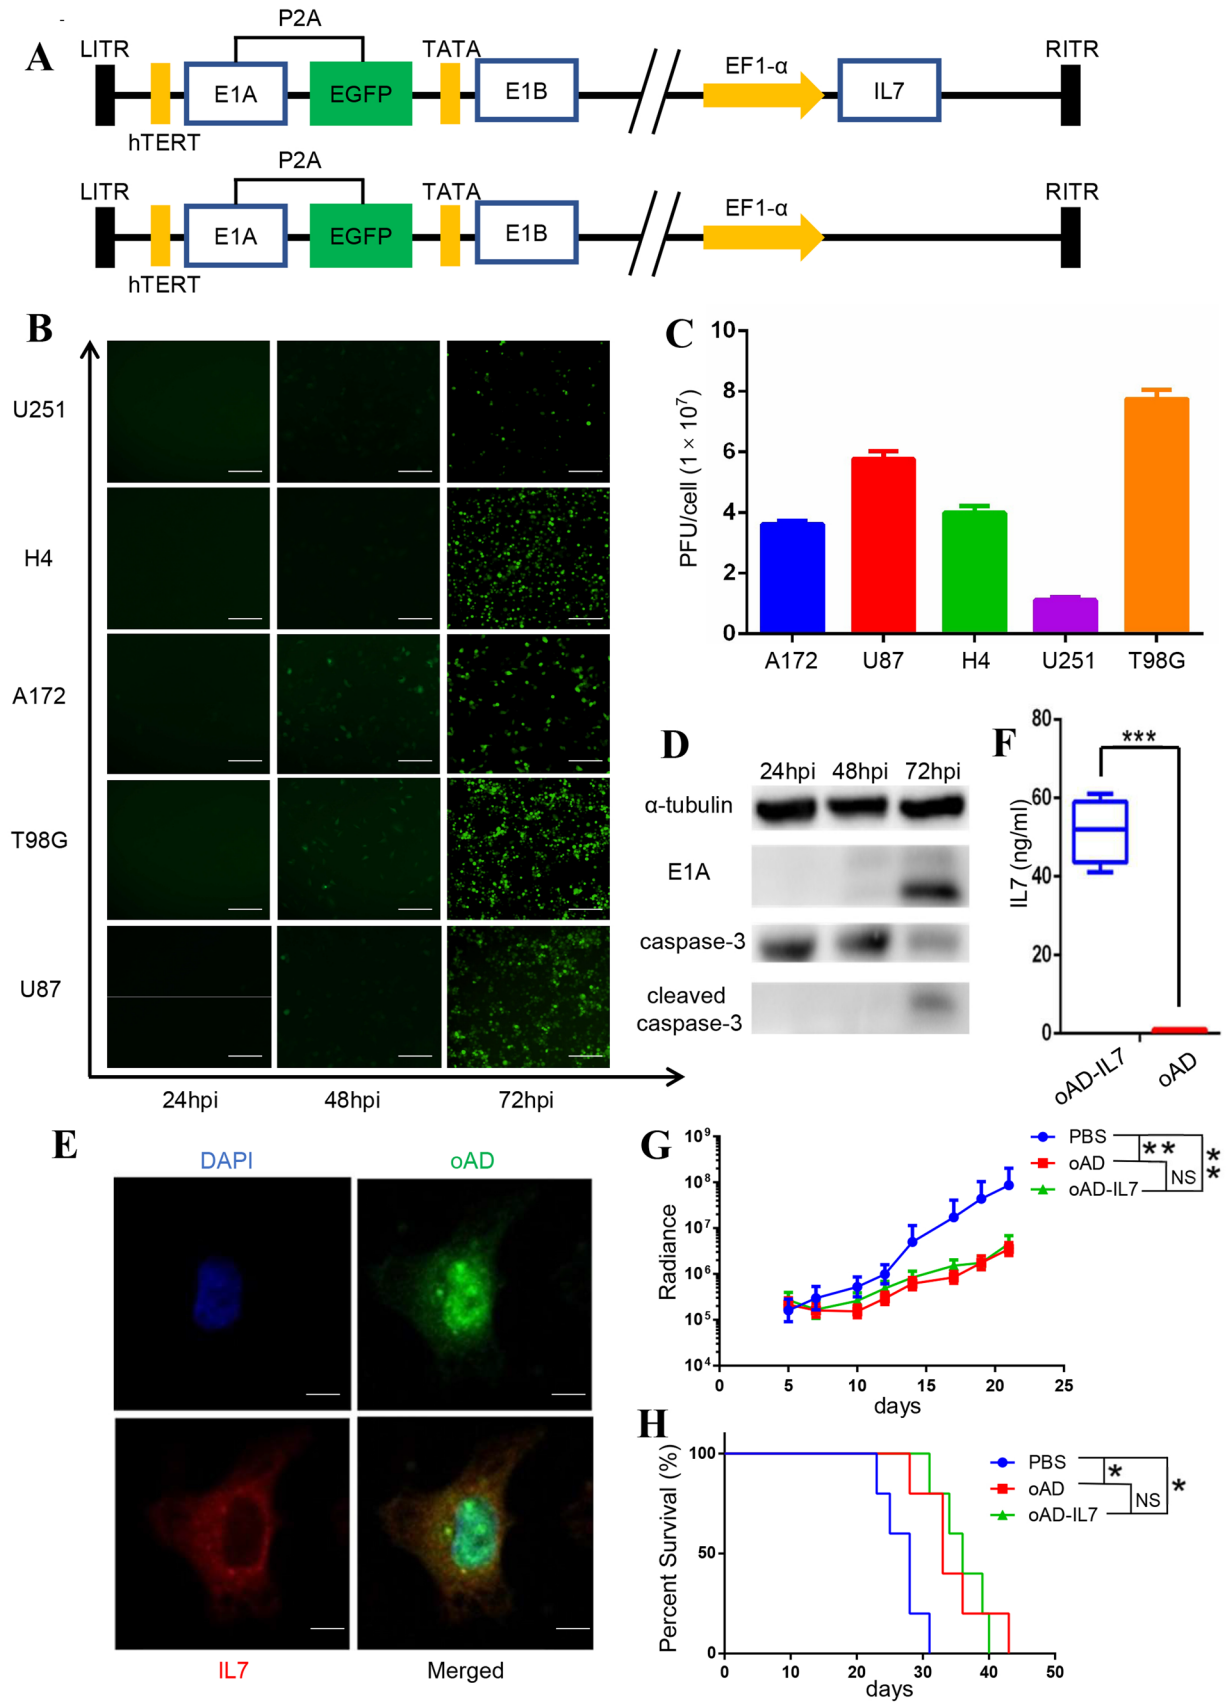 A
P2A
LITR
TATA
RITR
E1A
EGFP
E1B
EF1-α
IL7
hTERT
P2A
LITR
TATA
RITR
E1A
EGFP
E1B
EF1-α
hTERT
B
U251
H4
A172
T98G
U87
24hpi
48hpi
72hpi
C
PFU/cell (1 × 10⁷)
10
8
6
4
2
0
A172
U87
H4
U251
T98G
D
24hpi
48hpi
72hpi
α-tubulin
E1A
caspase-3
cleaved
caspase-3
F
IL7 (ng/ml)
80
60
40
20
0
***
oAD-IL7
oAD
E
DAPI
oAD
IL7
Merged
G
Radiance
10⁹
10⁸
10⁷
10⁶
10⁵
10⁴
0
5
10
15
20
25
days
PBS
oAD
oAD-IL7
**
NS
**
H
Percent Survival (%)
100
50
0
0
10
20
30
40
50
days
PBS
oAD
oAD-IL7
*
NS
*